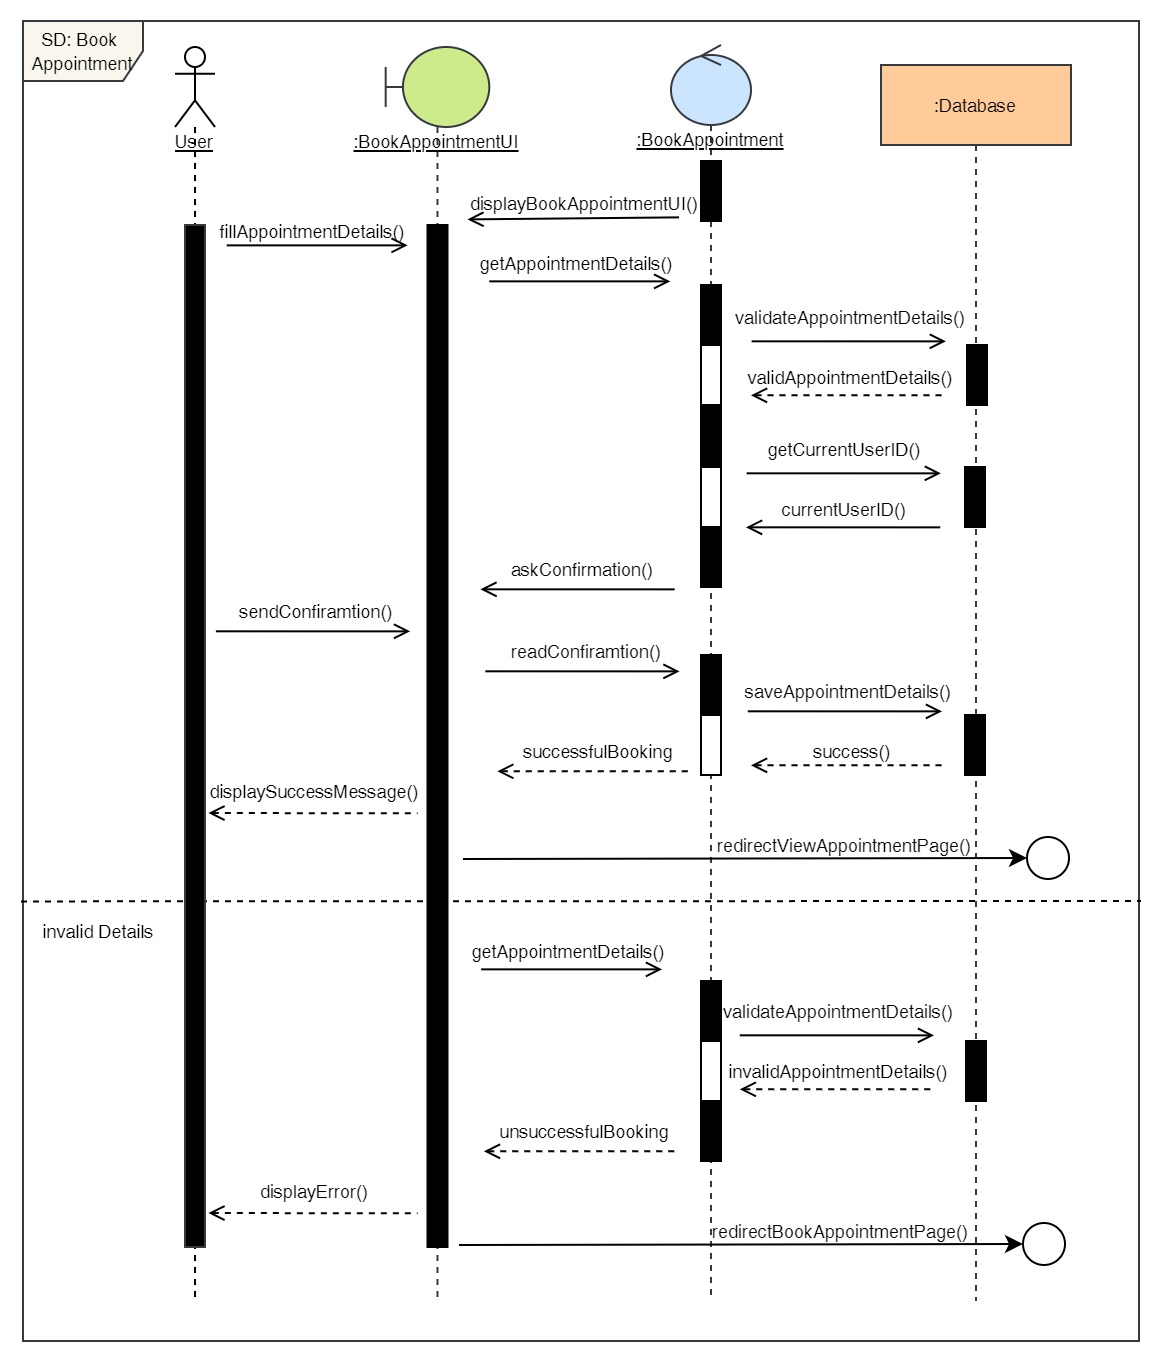 SD: Book
Appointment
User
:BookAppointmentUI
:BookAppointment
:Database
displayBookAppointmentUI()
fillAppointmentDetails()
getAppointmentDetails()
validateAppointmentDetails()
validAppointmentDetails()
getCurrentUserID()
currentUserID()
askConfirmation()
sendConfiramtion()
readConfiramtion()
saveAppointmentDetails()
successfulBooking
success()
displaySuccessMessage()
redirectViewAppointmentPage()
invalid Details
getAppointmentDetails()
validateAppointmentDetails()
invalidAppointmentDetails()
unsuccessfulBooking
displayError()
redirectBookAppointmentPage()